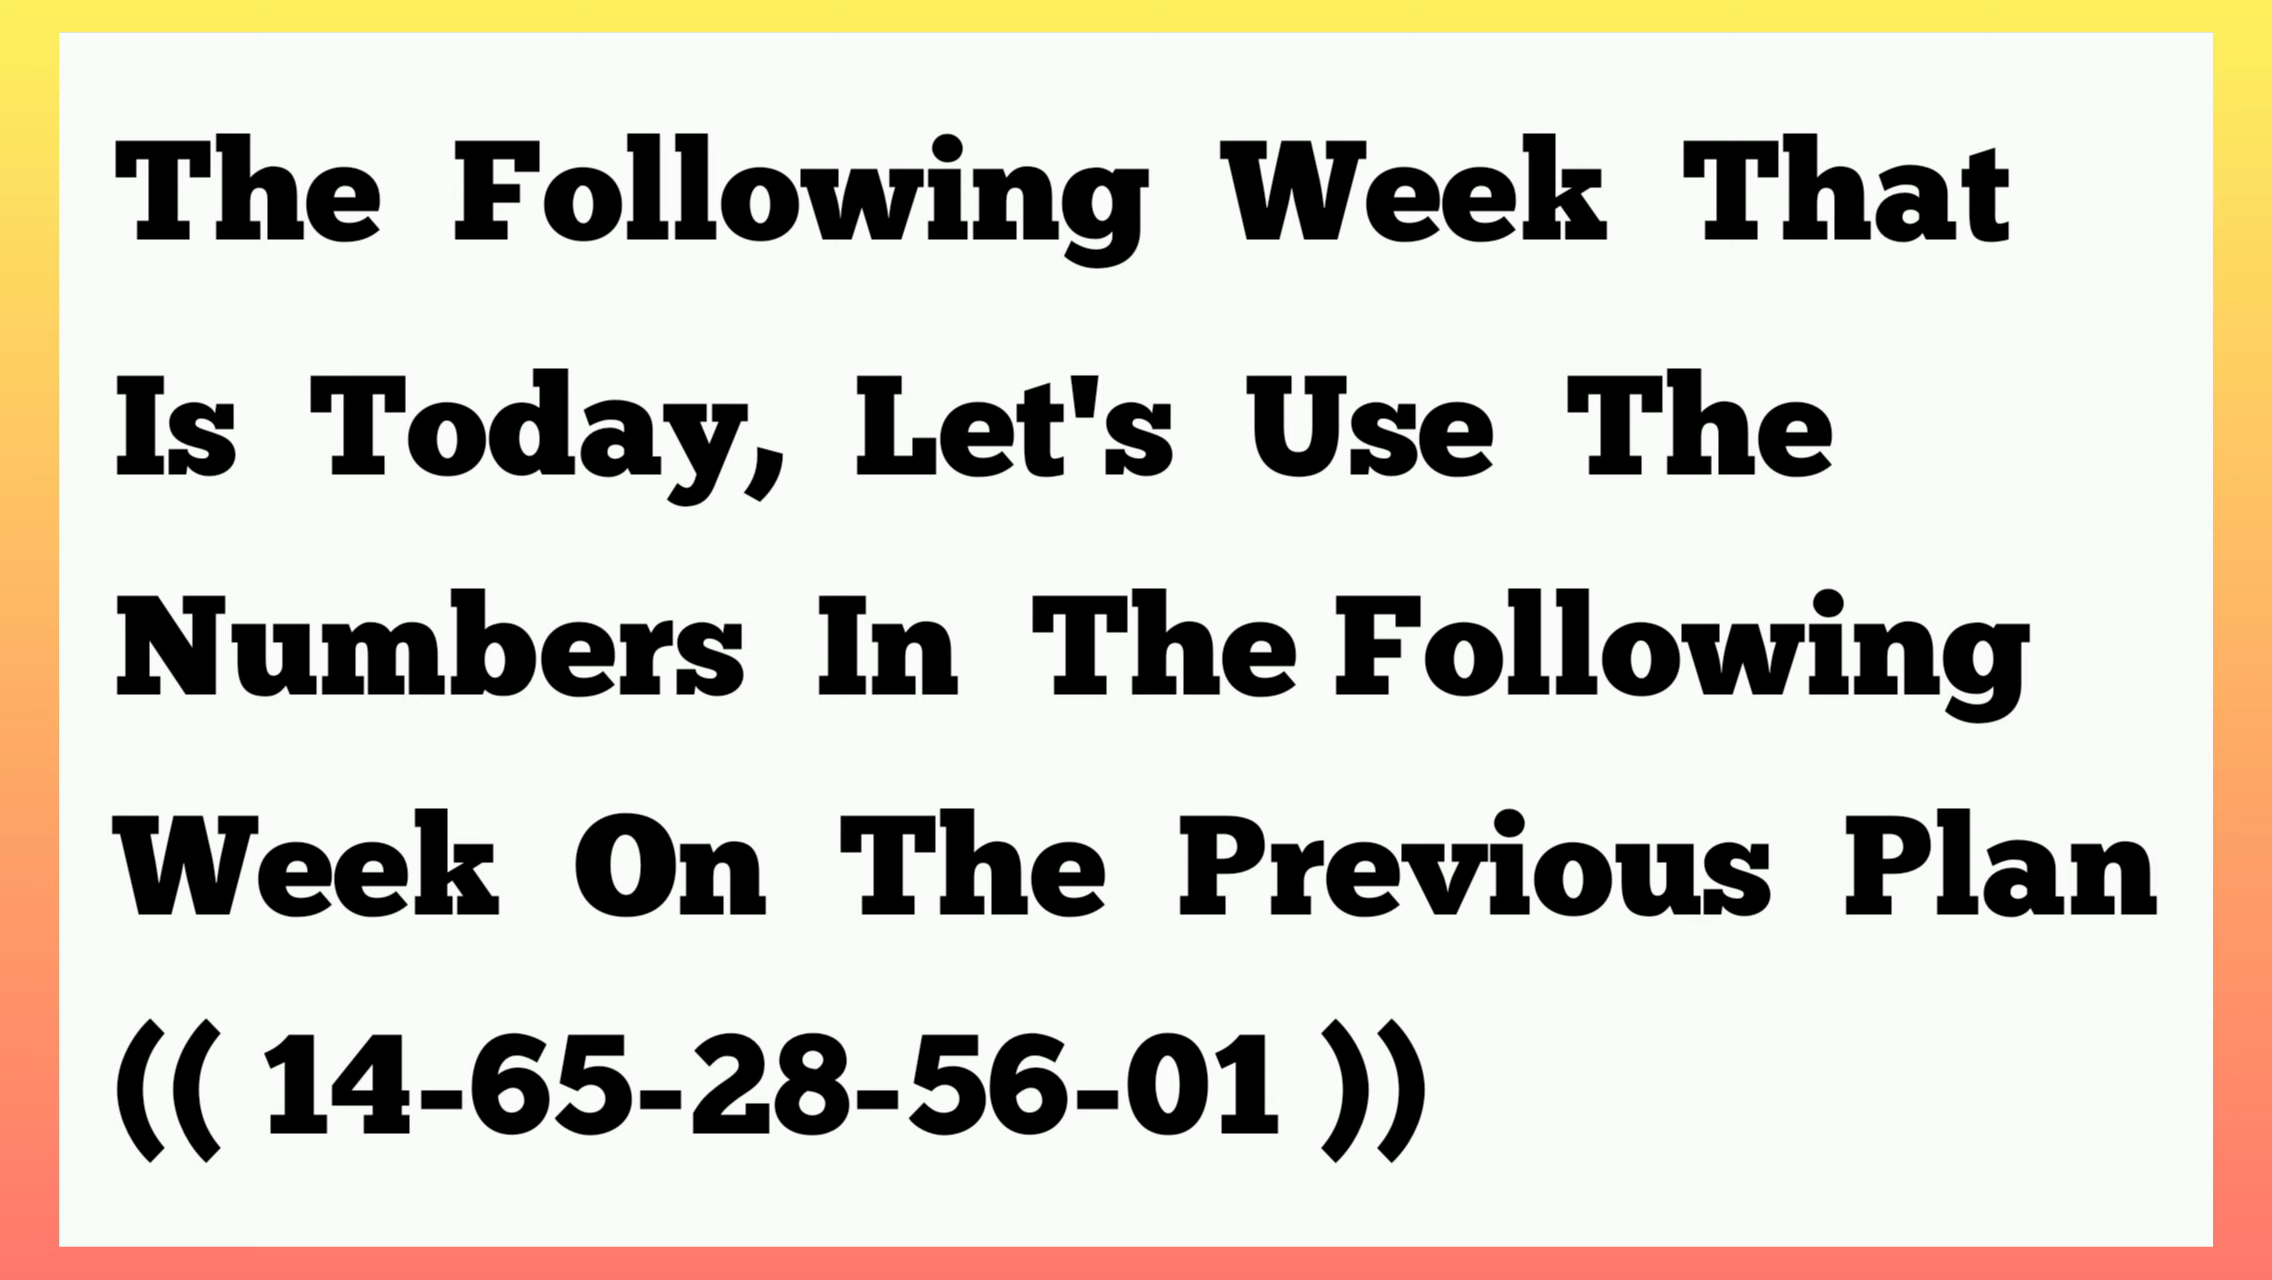 The Following Week That
Is Today, Let's Use The
Numbers In The Following
Week On The Previous Plan
(( 14-65-28-56-01 ))